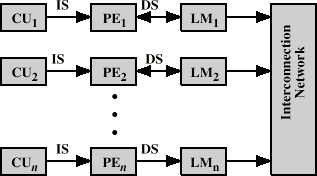 IS DS
CU1 PE1 LM1
IS DS
CU2 PE2 LM2
IS DS
CUn PEn LMn
Interconnection
Network